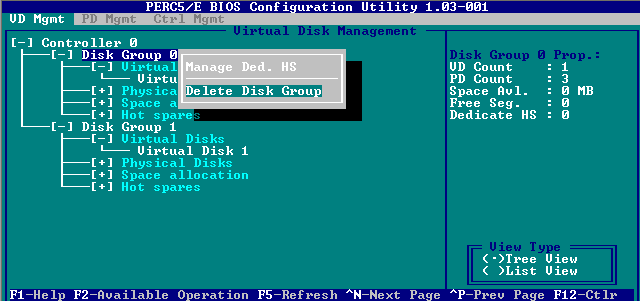 PERC5/E BIOS Configuration Utility 1.03-001
VD Mgmt PD Mgmt Ctrl Mgmt
Virtual Disk Management
[-] Controller 0
[-] Disk Group 0
[-] Virtual
Virtu
[+] Physica
[+] Space a
[+] Hot spares
[-] Disk Group 1
[-] Virtual Disks
Virtual Disk 1
[+] Physical Disks
[+] Space allocation
[+] Hot spares
Manage Ded. HS
Delete Disk Group
Disk Group 0 Prop.:
VD Count : 1
PD Count : 3
Space Avl. : 0 MB
Free Seg. : 0
Dedicate HS : 0
View Type
(•)Tree View
( )List View
F1-Help F2-Available Operation F5-Refresh ^N-Next Page ^P-Prev Page F12-Ctlr